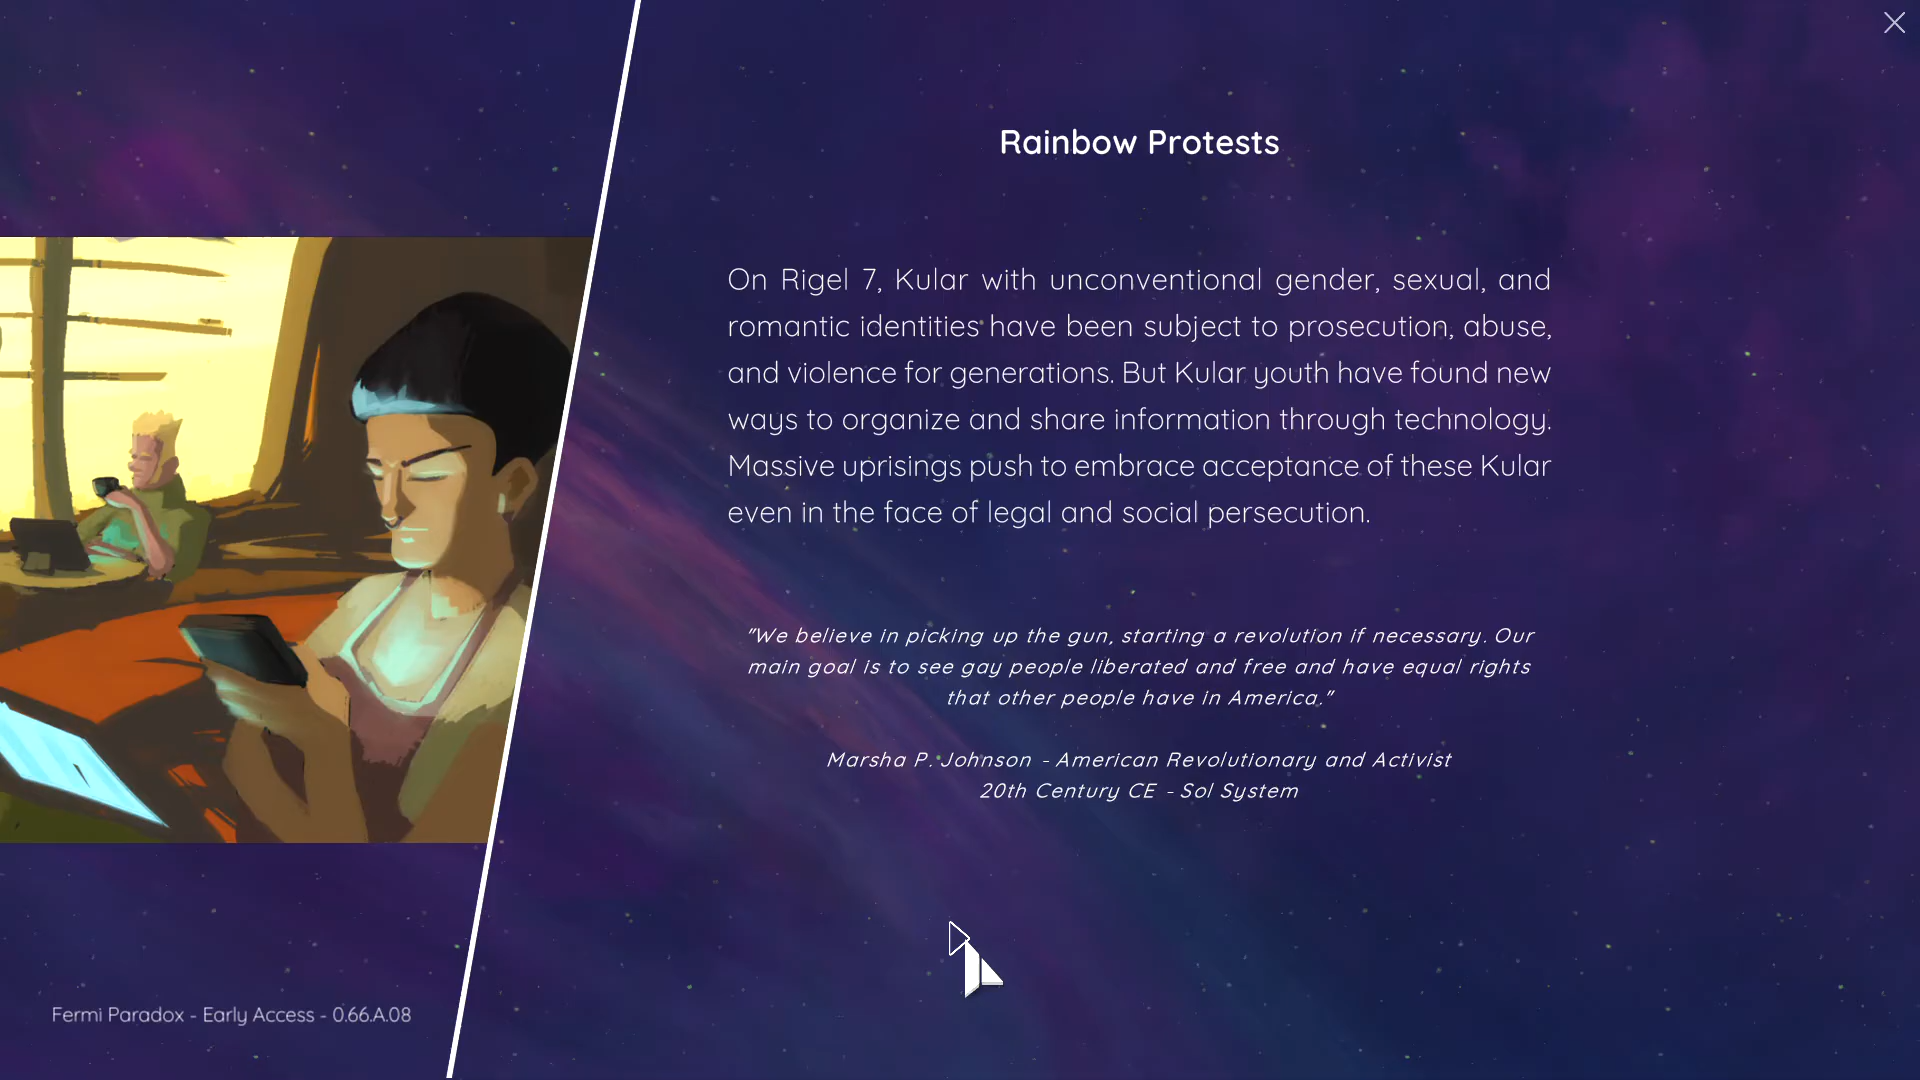 Rainbow Protests
On Rigel 7, Kular with unconventional gender, sexual, and
romantic identities have been subject to prosecution, abuse,
and violence for generations. But Kular youth have found new
ways to organize and share information through technology.
Massive uprisings push to embrace acceptance of these Kular
even in the face of legal and social persecution.
"We believe in picking up the gun, starting a revolution if necessary. Our
main goal is to see gay people liberated and free and have equal rights
that other people have in America."
Marsha P. Johnson - American Revolutionary and Activist
20th Century CE - Sol System
Fermi Paradox - Early Access - 0.66.A.08